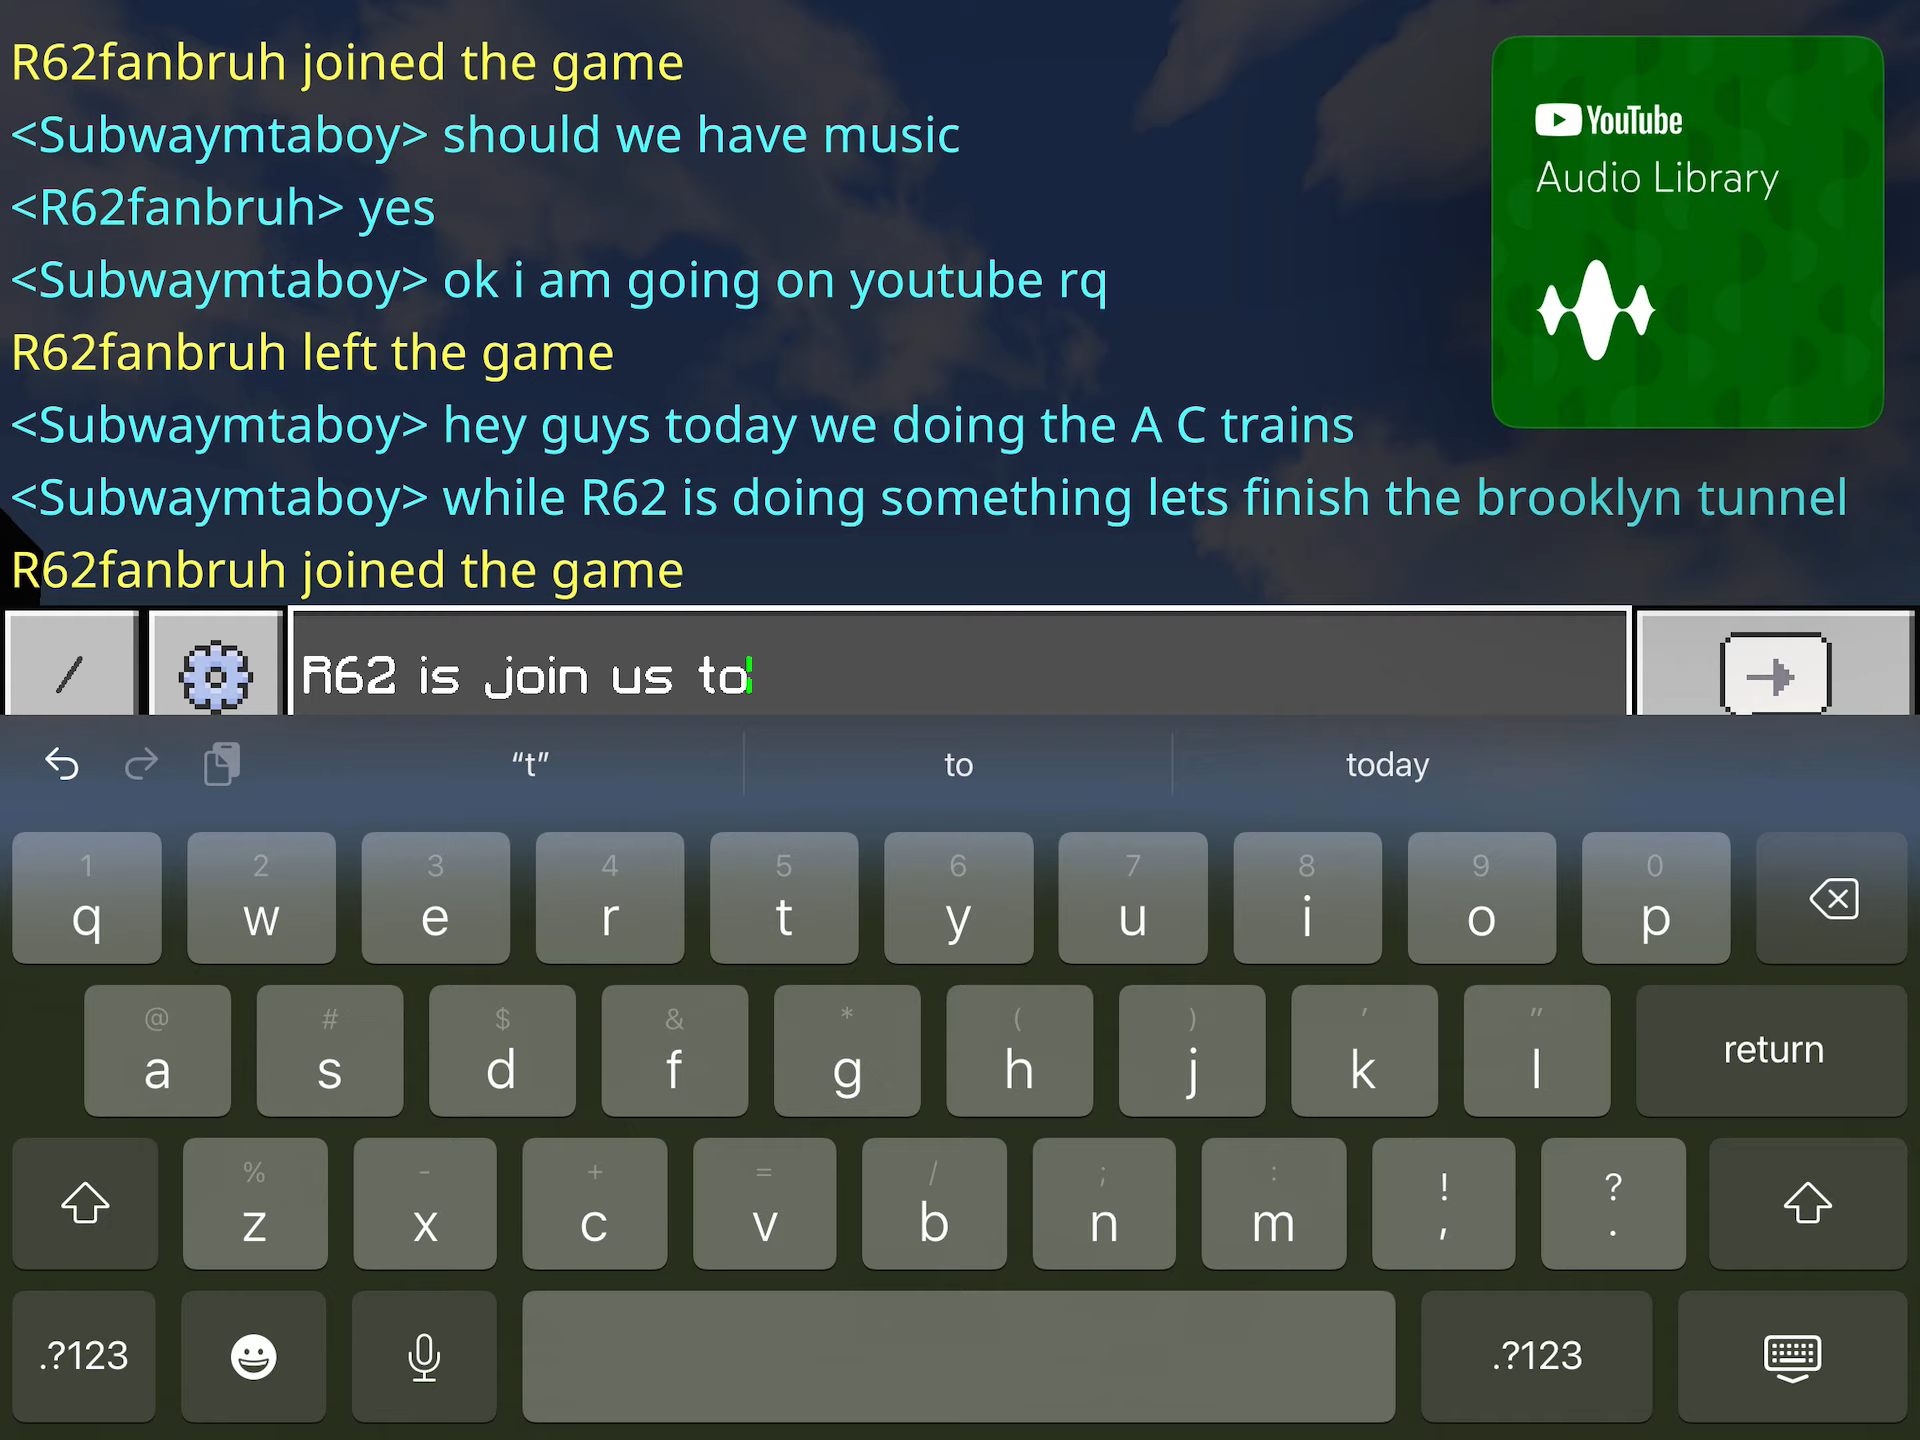 R62fanbruh joined the game
<Subwaymtaboy> should we have music
<R62fanbruh> yes
<Subwaymtaboy> ok i am going on youtube rq
R62fanbruh left the game
<Subwaymtaboy> hey guys today we doing the A C trains
<Subwaymtaboy> while R62 is doing something lets finish the brooklyn tunnel
R62fanbruh joined the game
YouTube
Audio Library
/
R62 is join us to
“t” to today
1 2 3 4 5 6 7 8 9 0
q w e r t y u i o p
@ # $ & * ( ) ' "
a s d f g h j k l return
% - + = / ; : ! ?
z x c v b n m , .
.?123 .?123